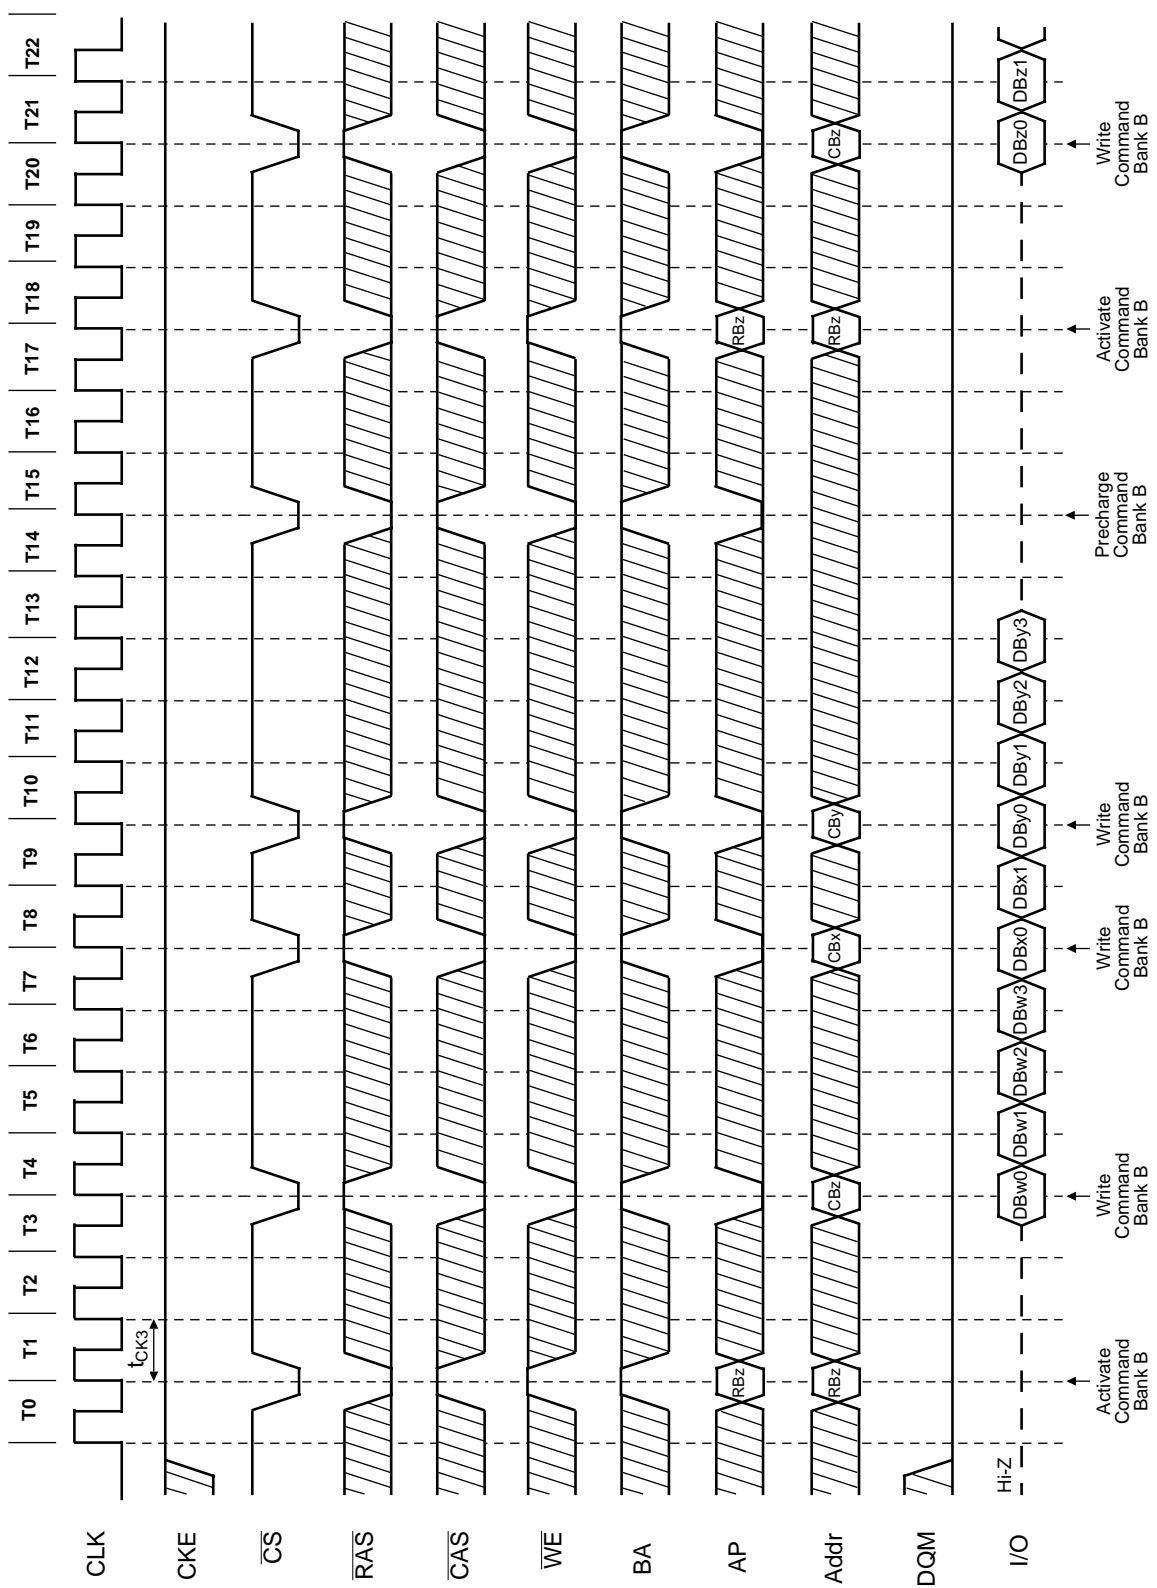 T0 T1 T2 T3 T4 T5 T6 T7 T8 T9 T10 T11 T12 T13 T14 T15 T16 T17 T18 T19 T20 T21 T22
CLK
tCK3
CKE
CS
RAS
CAS
WE
BA
AP
RBz RBz
Addr
RBz CBz CBx CBy RBz CBz
DQM
I/O
Hi-Z
DBw0 DBw1 DBw2 DBw3 DBx0 DBx1 DBy0 DBy1 DBy2 DBy3 DBz0 DBz1
Activate
Command
Bank B
Write
Command
Bank B
Write
Command
Bank B
Write
Command
Bank B
Precharge
Command
Bank B
Activate
Command
Bank B
Write
Command
Bank B